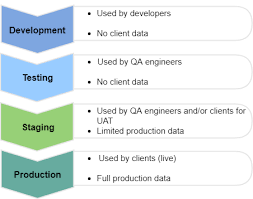 Development
• Used by developers
• No client data
Testing
• Used by QA engineers
• No client data
Staging
• Used by QA engineers and/or clients for
UAT
• Limited production data
Production
• Used by clients (live)
• Full production data